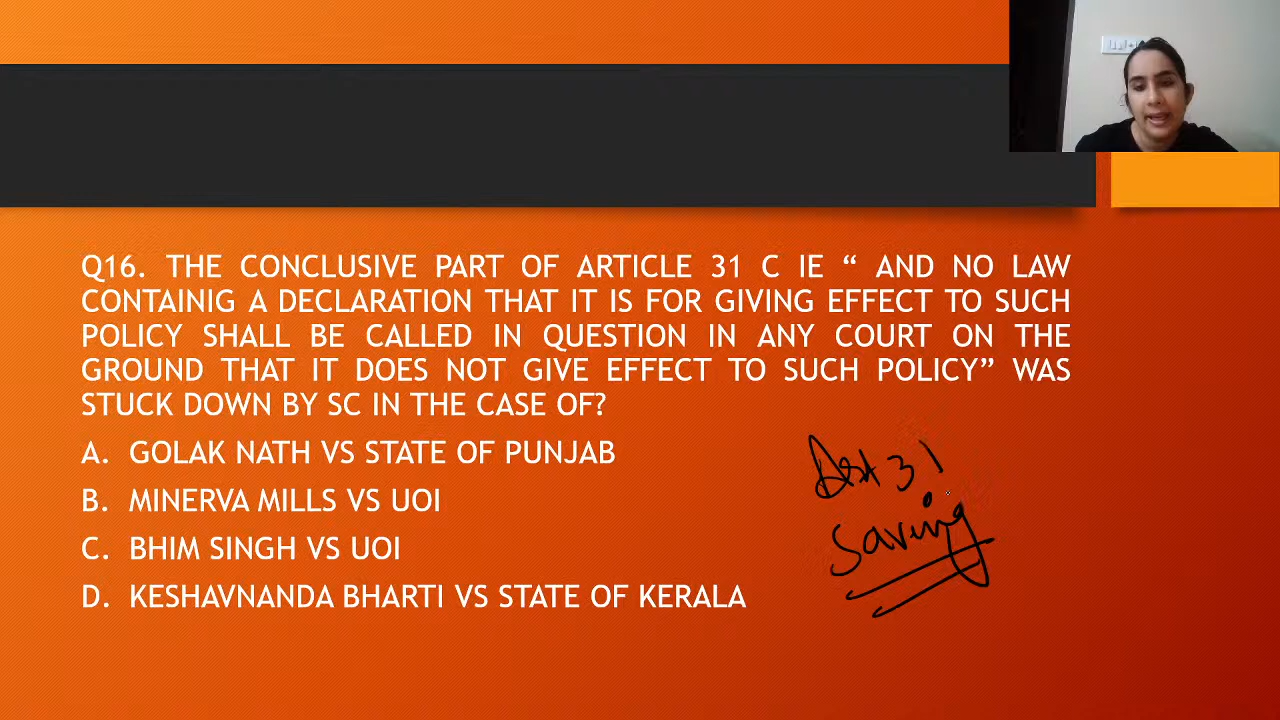 Q16. THE CONCLUSIVE PART OF ARTICLE 31 C IE “ AND NO LAW
CONTAINIG A DECLARATION THAT IT IS FOR GIVING EFFECT TO SUCH
POLICY SHALL BE CALLED IN QUESTION IN ANY COURT ON THE
GROUND THAT IT DOES NOT GIVE EFFECT TO SUCH POLICY” WAS
STUCK DOWN BY SC IN THE CASE OF?
A. GOLAK NATH VS STATE OF PUNJAB
B. MINERVA MILLS VS UOI
C. BHIM SINGH VS UOI
D. KESHAVNANDA BHARTI VS STATE OF KERALA
31
Saving